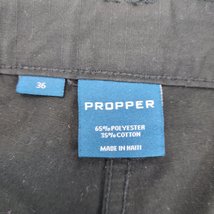 36
PROPPER
65% POLYESTER
35% COTTON
MADE IN HAITI